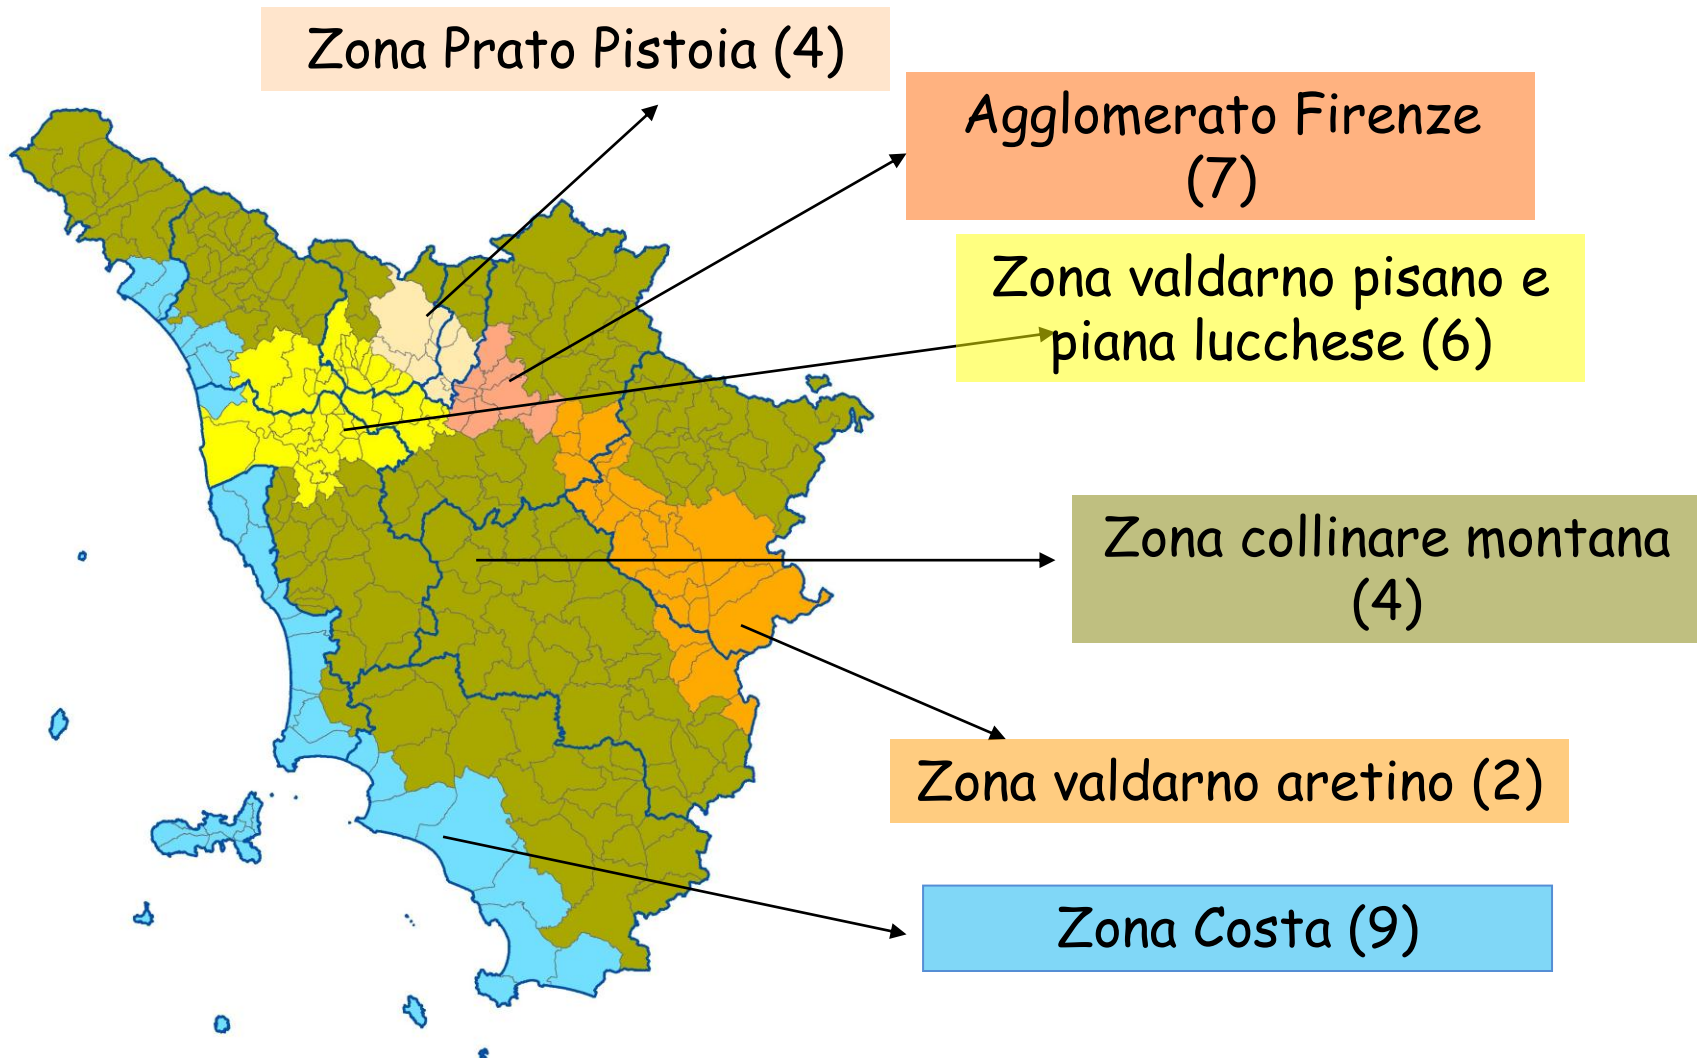 Zona Prato Pistoia (4)
Agglomerato Firenze
(7)
Zona valdarno pisano e
piana lucchese (6)
Zona collinare montana
(4)
Zona valdarno aretino (2)
Zona Costa (9)